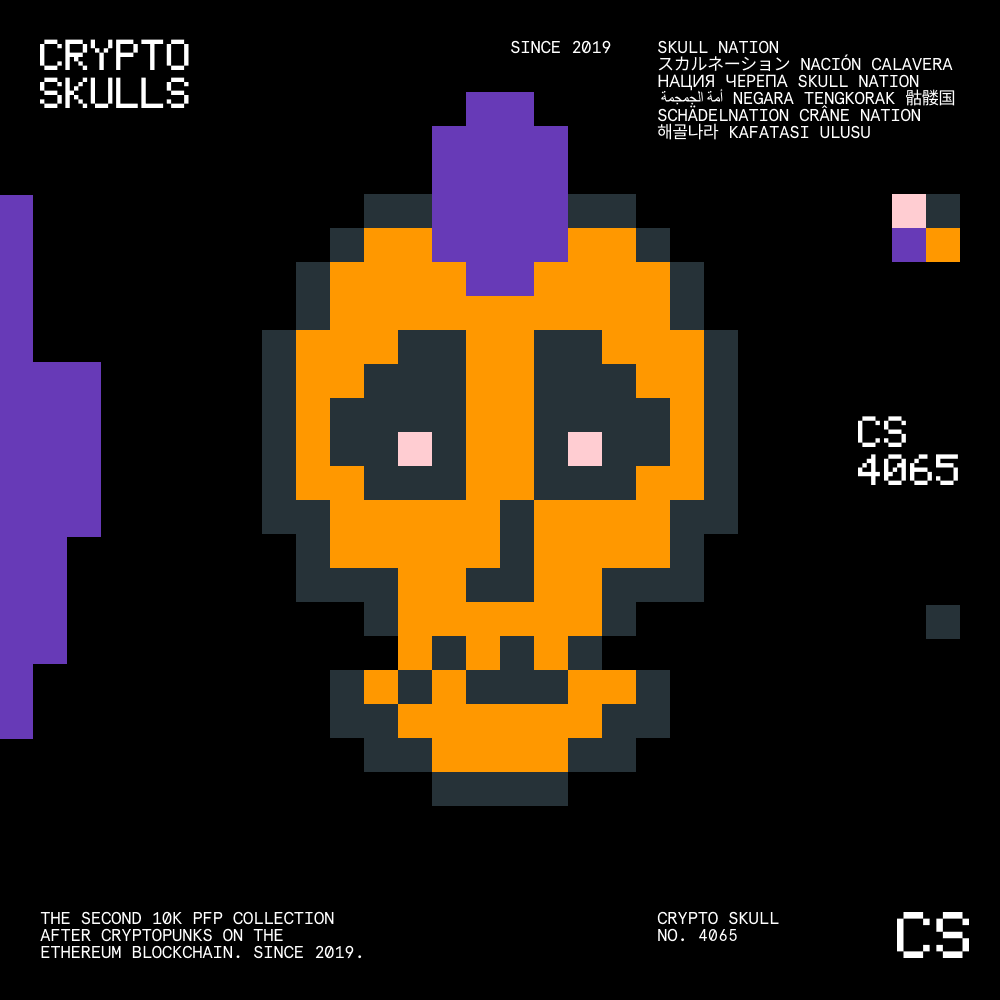 CRYPTO
SKULLS
SINCE 2019
SKULL NATION
スカルネーション NACIÓN CALAVERA
НАЦИЯ ЧЕРЕПА SKULL NATION
أمة الجمجمة NEGARA TENGKORAK 骷髅国
SCHÄDELNATION CRÂNE NATION
해골나라 KAFATASI ULUSU
CS
4065
THE SECOND 10K PFP COLLECTION
AFTER CRYPTOPUNKS ON THE
ETHEREUM BLOCKCHAIN. SINCE 2019.
CRYPTO SKULL
NO. 4065
CS